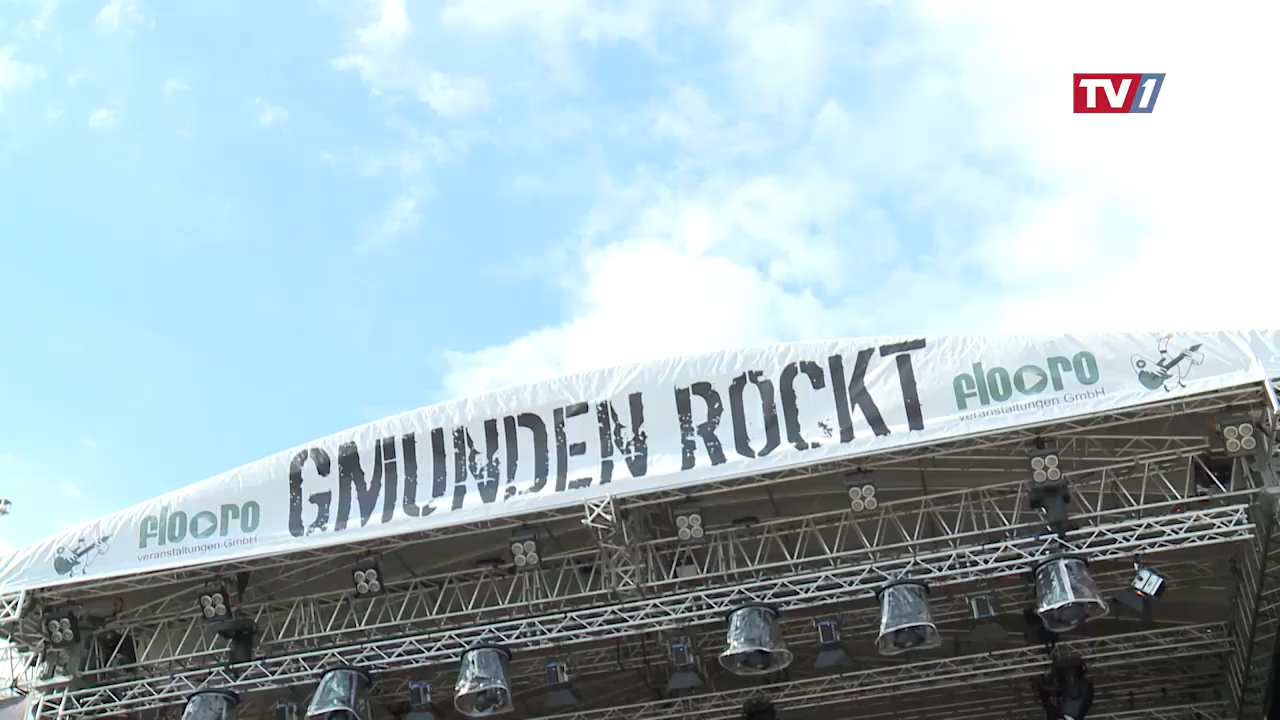 TV1
GMUNDEN ROCKT
flooro
veranstaltungen GmbH
flooro
veranstaltungen GmbH